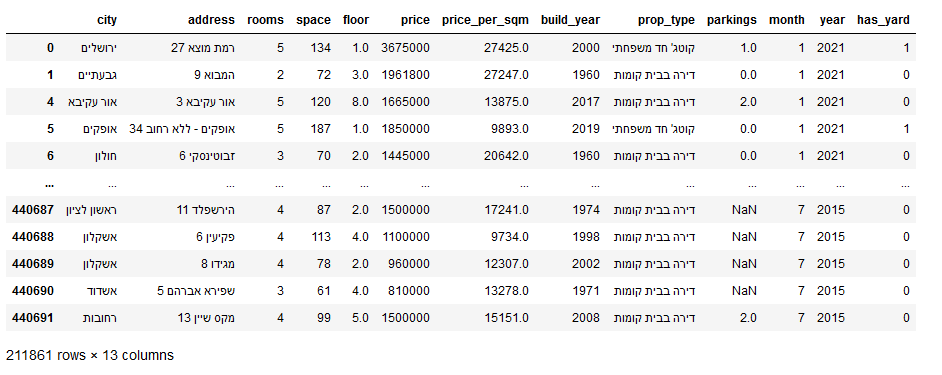 city address rooms space floor price price_per_sqm build_year prop_type parkings month year has_yard
0 ירושלים רמת מוצא 27 5 134 1.0 3675000 27425.0 2000 קוטג' חד משפחתי 1.0 1 2021 1
1 גבעתיים המבוא 9 2 72 3.0 1961800 27247.0 1960 דירה בבית קומות 0.0 1 2021 0
4 אור עקיבא אור עקיבא 3 5 120 8.0 1665000 13875.0 2017 דירה בבית קומות 2.0 1 2021 0
5 אופקים אופקים - ללא רחוב 34 5 187 1.0 1850000 9893.0 2019 קוטג' חד משפחתי 0.0 1 2021 1
6 חולון זבוטינסקי 6 3 70 2.0 1445000 20642.0 1960 דירה בבית קומות 0.0 1 2021 0
... ... ... ... ... ... ... ... ... ... ... ... ... ...
440687 ראשון לציון הירשפלד 11 4 87 2.0 1500000 17241.0 1974 דירה בבית קומות NaN 7 2015 0
440688 אשקלון פקיעין 6 4 113 4.0 1100000 9734.0 1998 דירה בבית קומות NaN 7 2015 0
440689 אשקלון מגידו 8 4 78 2.0 960000 12307.0 2002 דירה בבית קומות NaN 7 2015 0
440690 אשדוד שפירא אברהם 5 3 61 4.0 810000 13278.0 1971 דירה בבית קומות NaN 7 2015 0
440691 רחובות מקס שיין 13 4 99 5.0 1500000 15151.0 2008 דירה בבית קומות 2.0 7 2015 0
211861 rows × 13 columns